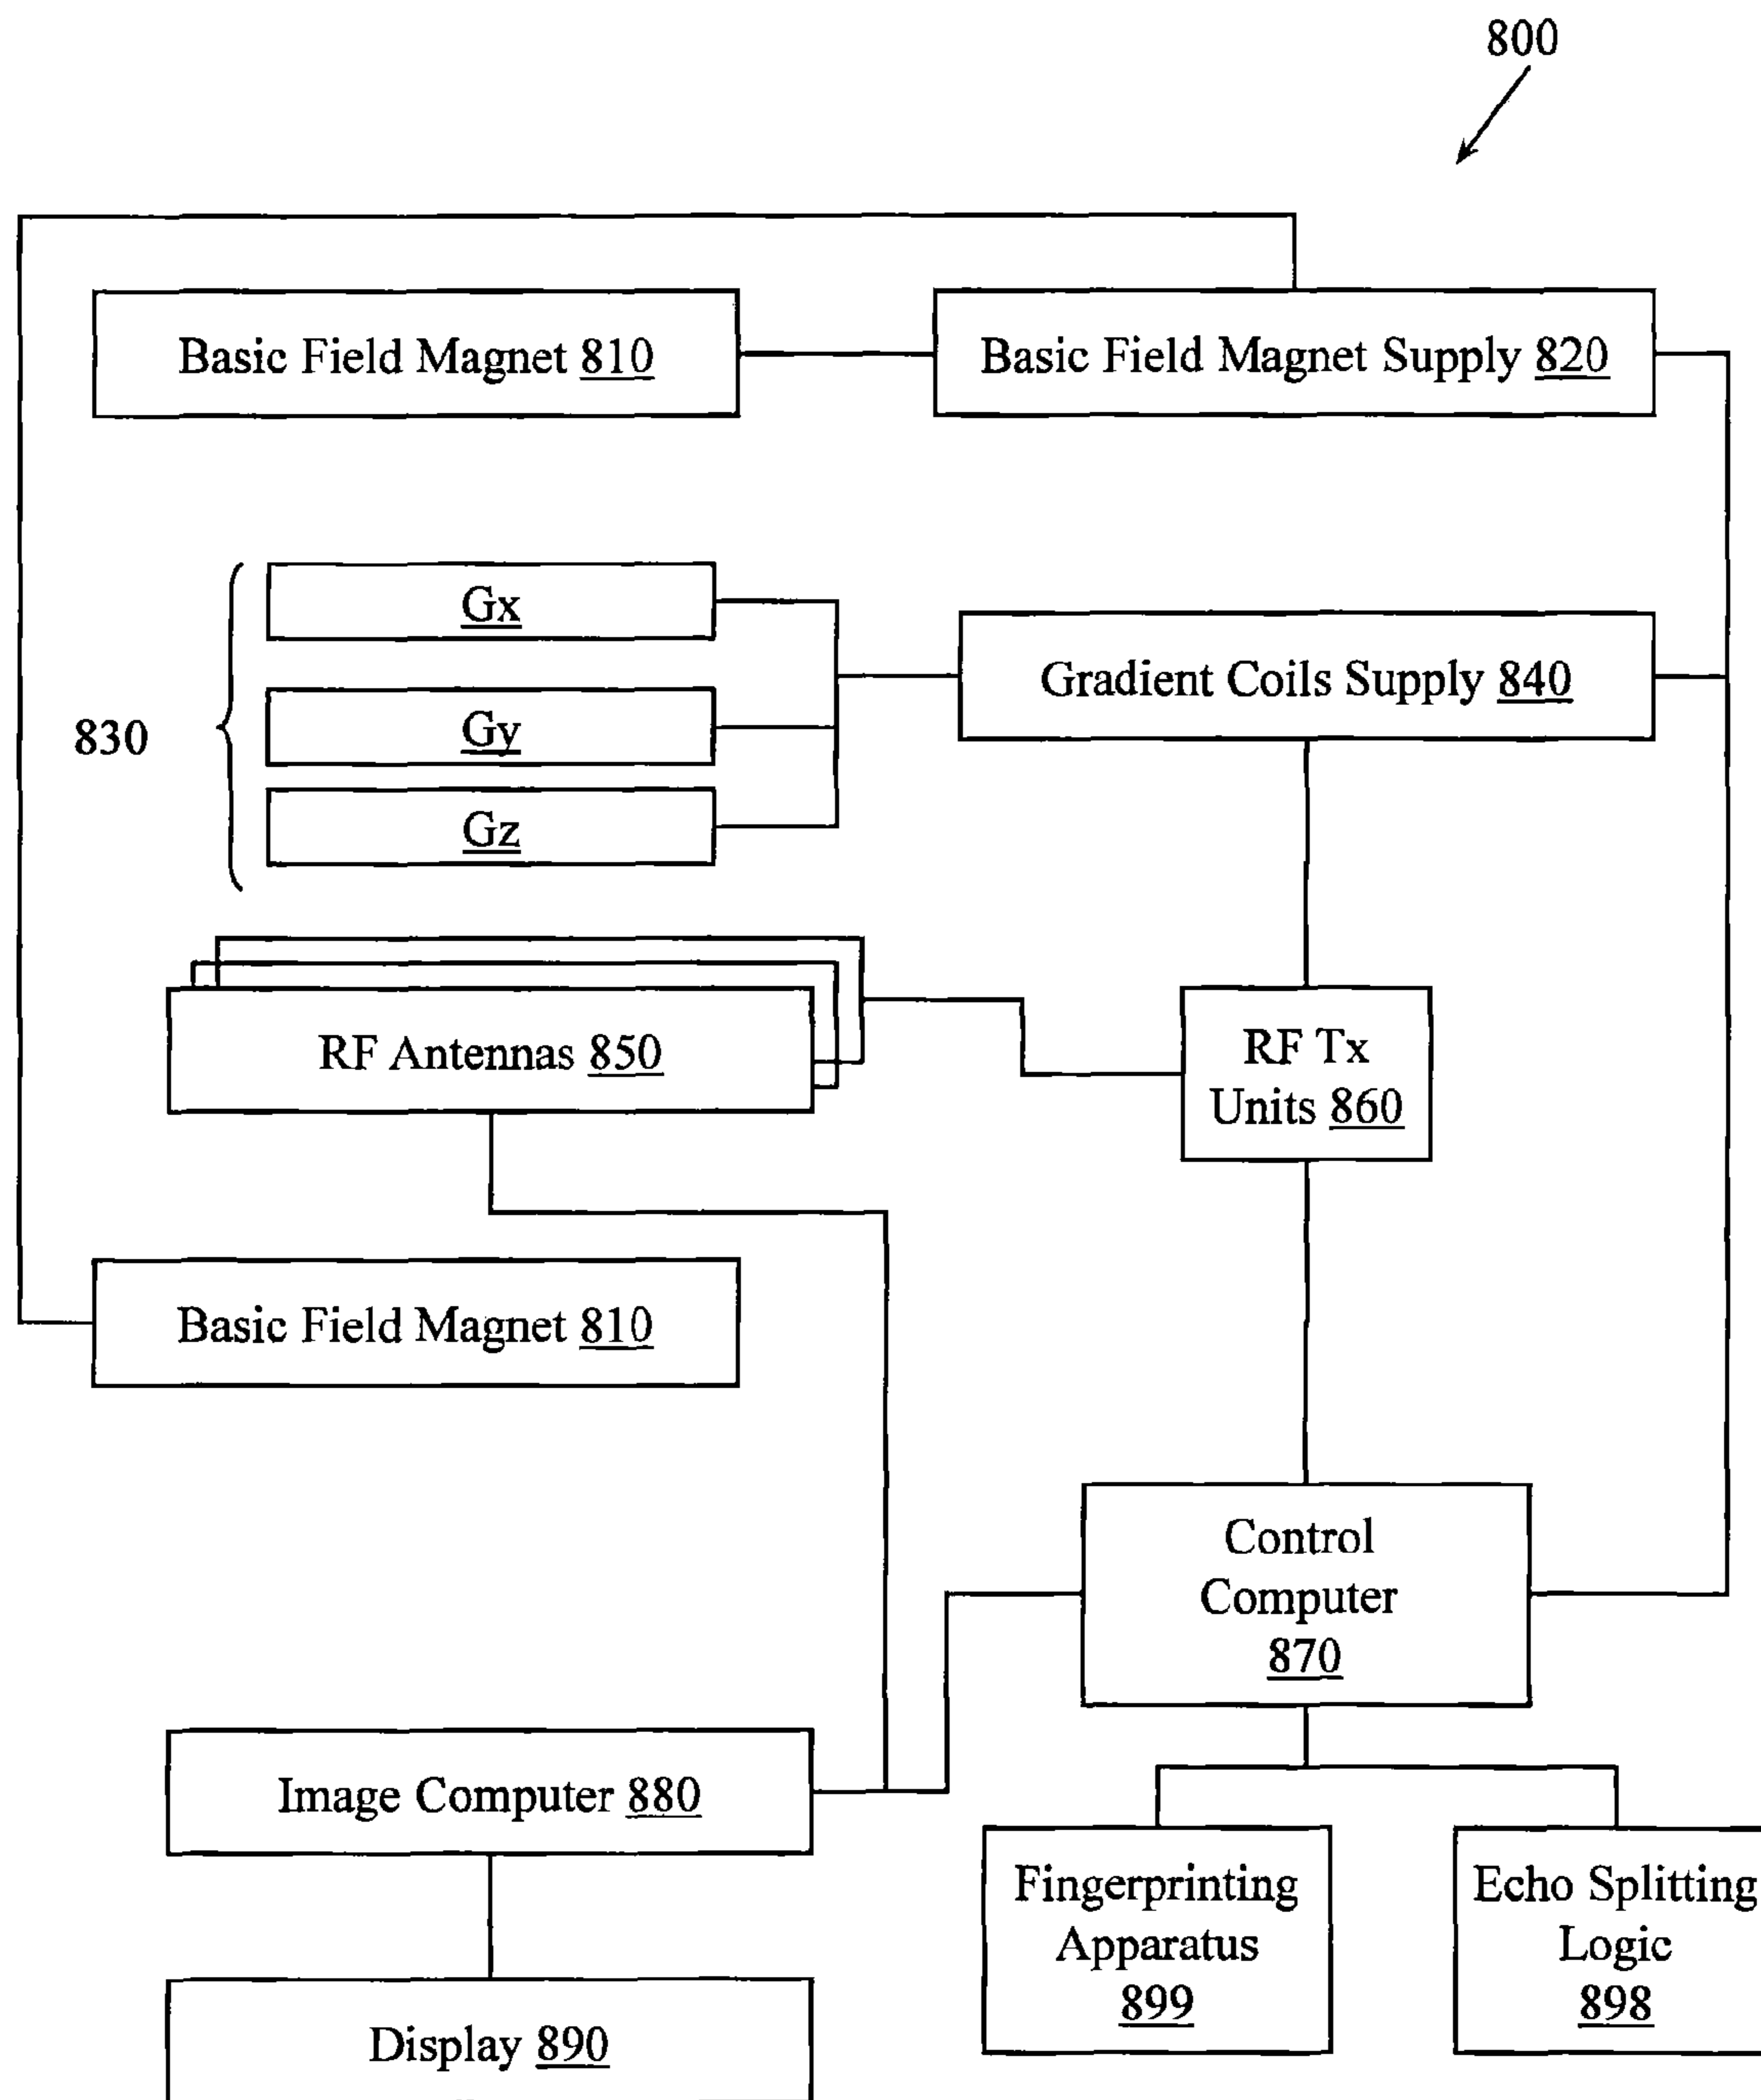 800
Basic Field Magnet 810
Basic Field Magnet Supply 820
Gx
Gradient Coils Supply 840
830
Gy
Gz
RF Antennas 850
RF Tx
Units 860
Basic Field Magnet 810
Control
Computer
870
Image Computer 880
Fingerprinting
Apparatus
899
Echo Splitting
Logic
898
Display 890